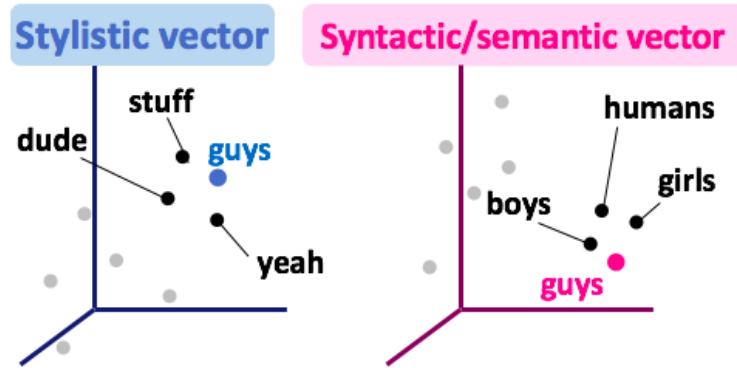 Stylistic vector
stuff
dude
guys
yeah
Syntactic/semantic vector
humans
girls
boys
guys